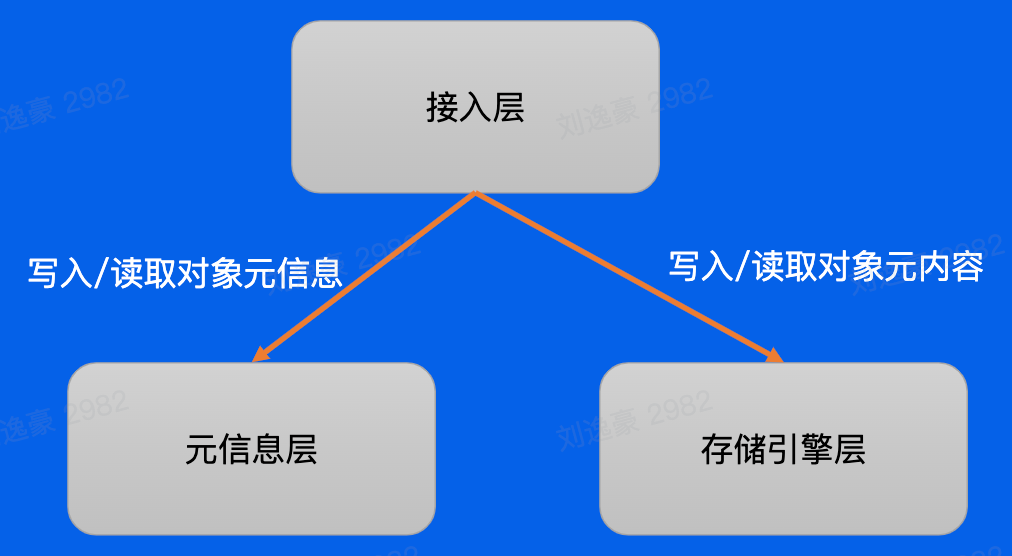 接入层
刘逸豪 2982
逸豪 2982
写入/读取对象元信息
豪 2982
写入/读取对象元内容
2982
元信息层
逸豪 2982
存储引擎层
刘逸豪 2982